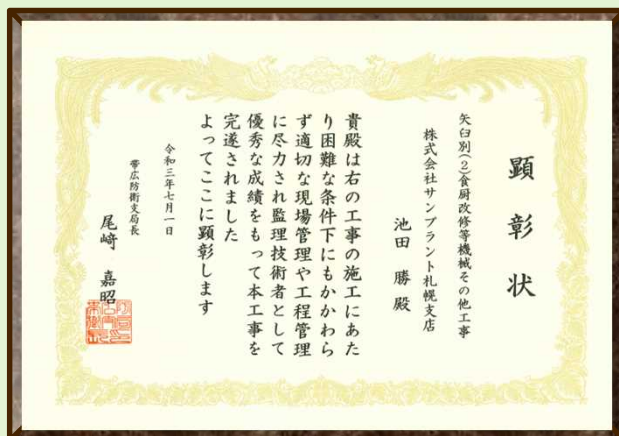 顕彰状
矢臼別(2)食厨改修等機械その他工事
株式会社サンプラント札幌支店
池田 勝 殿
貴殿は右の工事の施工にあた
り困難な条件下にもかかわら
ず適切な現場管理や工程管理
に尽力され監理技術者として
優秀な成績をもって本工事を
完遂されました
よってここに顕彰します
令和三年七月一日
帯広防衛支局長
尾崎 嘉昭